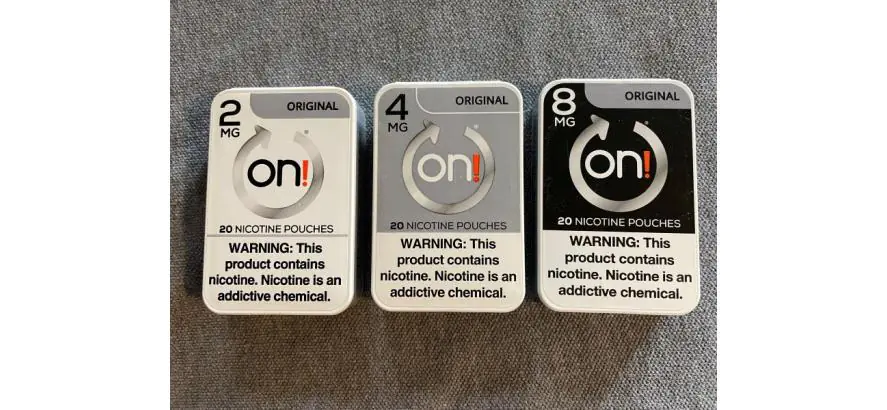 2
MG
ORIGINAL
on!
20 NICOTINE POUCHES
WARNING: This
product contains
nicotine. Nicotine is an
addictive chemical.
4
MG
ORIGINAL
on!
20 NICOTINE POUCHES
WARNING: This
product contains
nicotine. Nicotine is an
addictive chemical.
8
MG
ORIGINAL
on!
20 NICOTINE POUCHES
WARNING: This
product contains
nicotine. Nicotine is an
addictive chemical.